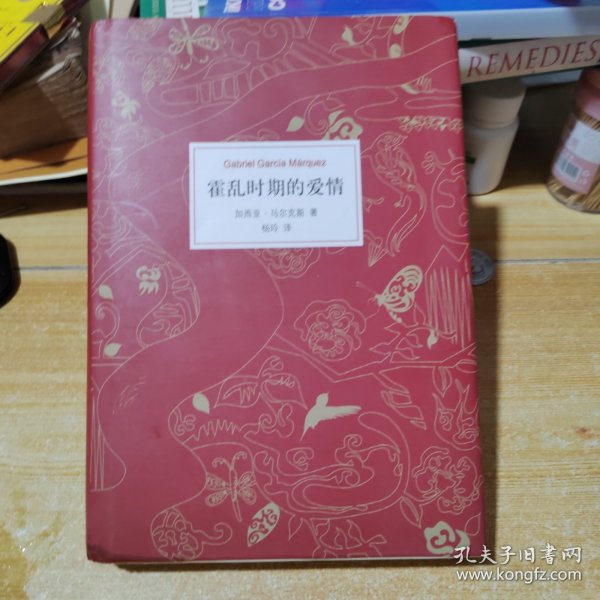 REMEDIES
Gabriel García Márquez
霍乱时期的爱情
加西亚·马尔克斯 著
杨玲 译
孔夫子旧书网
www.kongfz.com